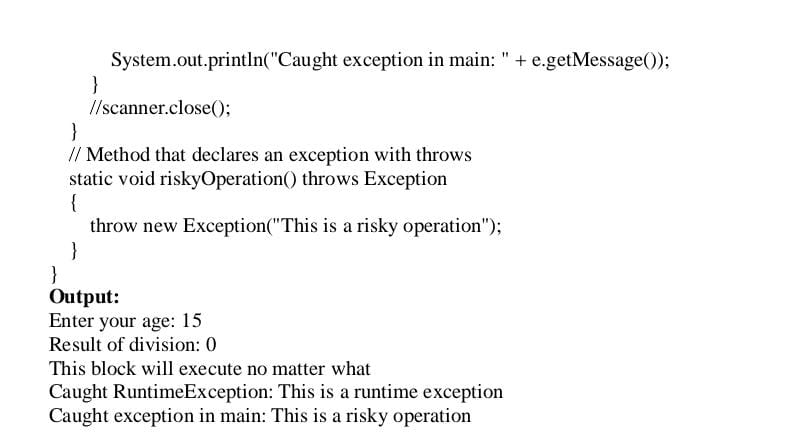 System.out.println("Caught exception in main: " + e.getMessage());
}
//scanner.close();
}
// Method that declares an exception with throws
static void riskyOperation() throws Exception
{
throw new Exception("This is a risky operation");
}
}
Output:
Enter your age: 15
Result of division: 0
This block will execute no matter what
Caught RuntimeException: This is a runtime exception
Caught exception in main: This is a risky operation